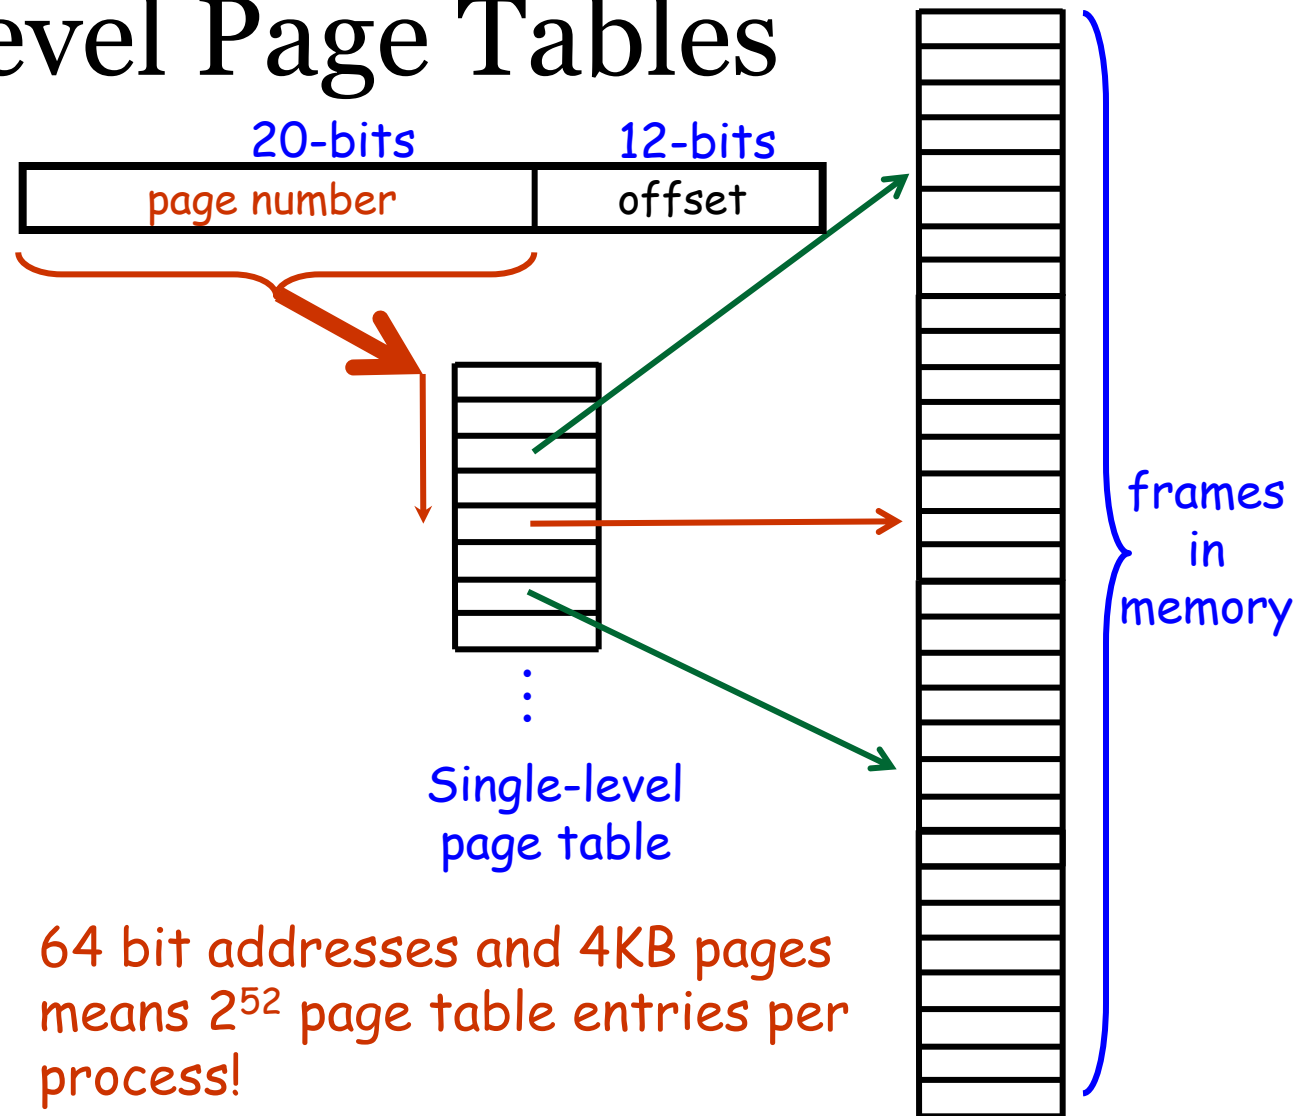 evel Page Tables
20-bits 12-bits
page number offset
frames
in
memory
Single-level
page table
64 bit addresses and 4KB pages
means 2⁵² page table entries per
process!